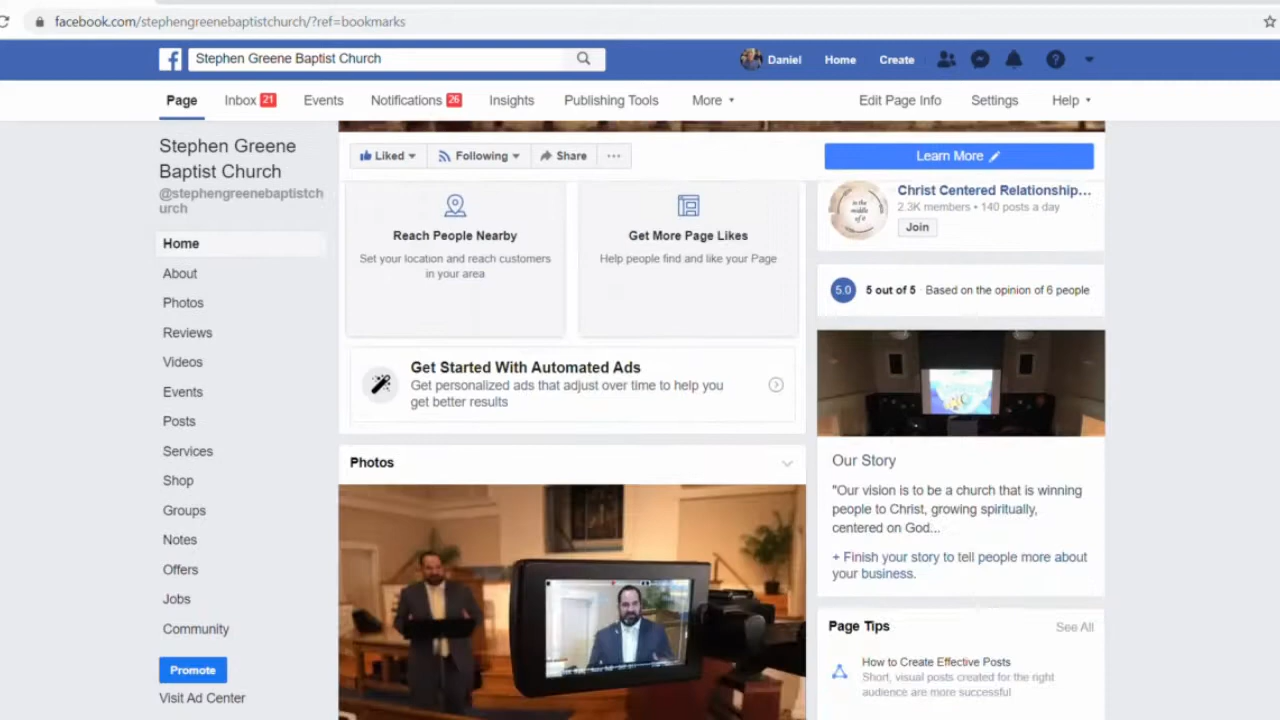 facebook.com/stephengreenebaptistchurch/?ref=bookmarks
Stephen Greene Baptist Church
Daniel
Home
Create
Page
Inbox 21
Events
Notifications 26
Insights
Publishing Tools
More
Edit Page Info
Settings
Help
Stephen Greene
Baptist Church
@stephengreenebaptistch
urch
Home
About
Photos
Reviews
Videos
Events
Posts
Services
Shop
Groups
Notes
Offers
Jobs
Community
Promote
Visit Ad Center
Liked
Following
Share
Learn More
Reach People Nearby
Set your location and reach customers
in your area
Get More Page Likes
Help people find and like your Page
Get Started With Automated Ads
Get personalized ads that adjust over time to help you
get better results
Photos
in the
middle
of it
Christ Centered Relationship...
2.3K members • 140 posts a day
Join
5.0
5 out of 5 · Based on the opinion of 6 people
Our Story
"Our vision is to be a church that is winning
people to Christ, growing spiritually,
centered on God...
+ Finish your story to tell people more about
your business.
Page Tips
See All
How to Create Effective Posts
Short, visual posts created for the right
audience are more successful